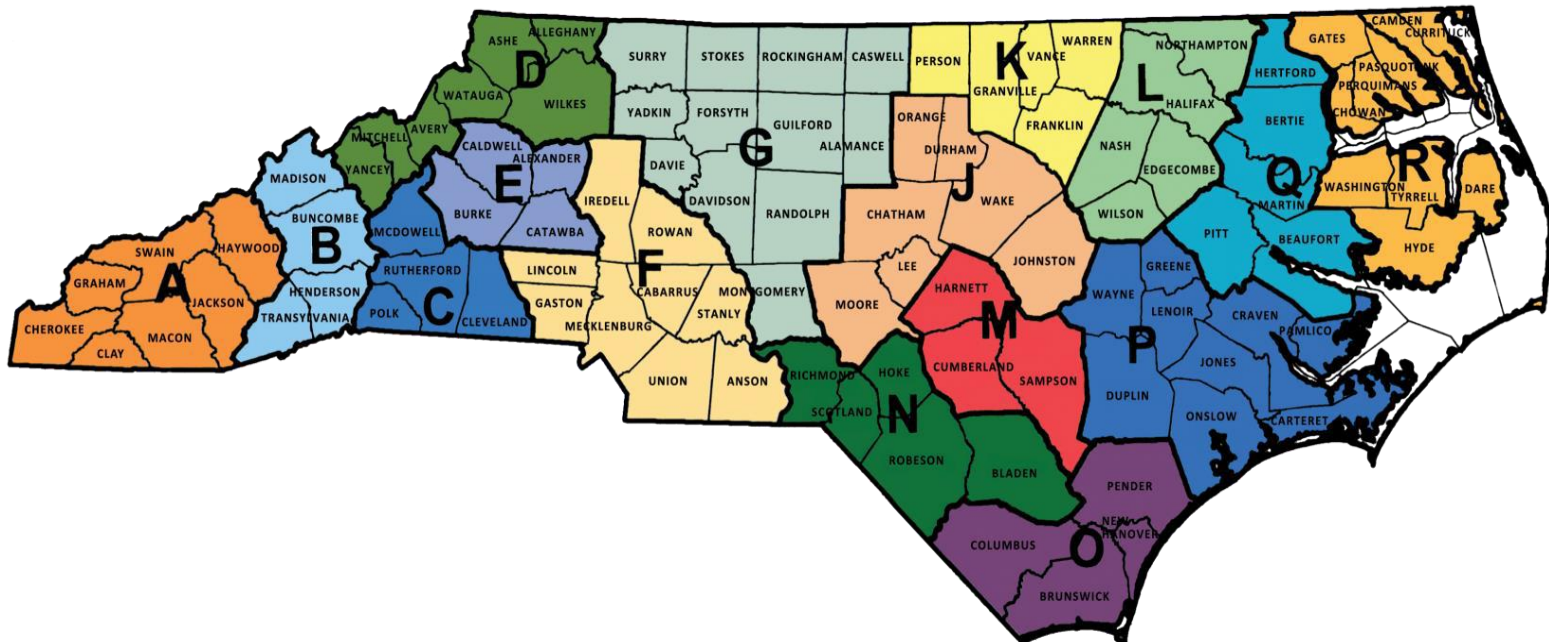 CAMDEN
ALLEGHANY
CURRITUCK
ASHE
GATES
D
SURRY
STOKES
ROCKINGHAM
CASWELL
PERSON
K
VANCE
WARREN
NORTHAMPTON
HERTFORD
PASQUOTANK
WATAUGA
WILKES
GRANVILLE
L
HALIFAX
PERQUIMANS
YADKIN
FORSYTH
GUILFORD
ORANGE
FRANKLIN
BERTIE
CHOWAN
MITCHELL
AVERY
CALDWELL
G
ALAMANCE
DURHAM
NASH
ALEXANDER
DAVIE
EDGECOMBE
R
YANCEY
E
J
Q
MADISON
WASHINGTON
DARE
TYRRELL
IREDELL
DAVIDSON
RANDOLPH
CHATHAM
WAKE
WILSON
MARTIN
BUNCOMBE
BURKE
CATAWBA
ROWAN
MCDOWELL
PITT
BEAUFORT
B
HAYWOOD
SWAIN
HYDE
JOHNSTON
LEE
RUTHERFORD
LINCOLN
F
GREENE
GRAHAM
A
HENDERSON
CABARRUS
MONTGOMERY
HARNETT
WAYNE
JACKSON
GASTON
MOORE
LENOIR
CRAVEN
TRANSYLVANIA
POLK
C
CLEVELAND
STANLY
M
PAMLICO
CHEROKEE
MECKLENBURG
MACON
P
CLAY
JONES
CUMBERLAND
HOKE
RICHMOND
UNION
ANSON
SAMPSON
DUPLIN
SCOTLAND
N
ONSLOW
CARTERET
ROBESON
BLADEN
PENDER
NEW
HANOVER
COLUMBUS
O
BRUNSWICK